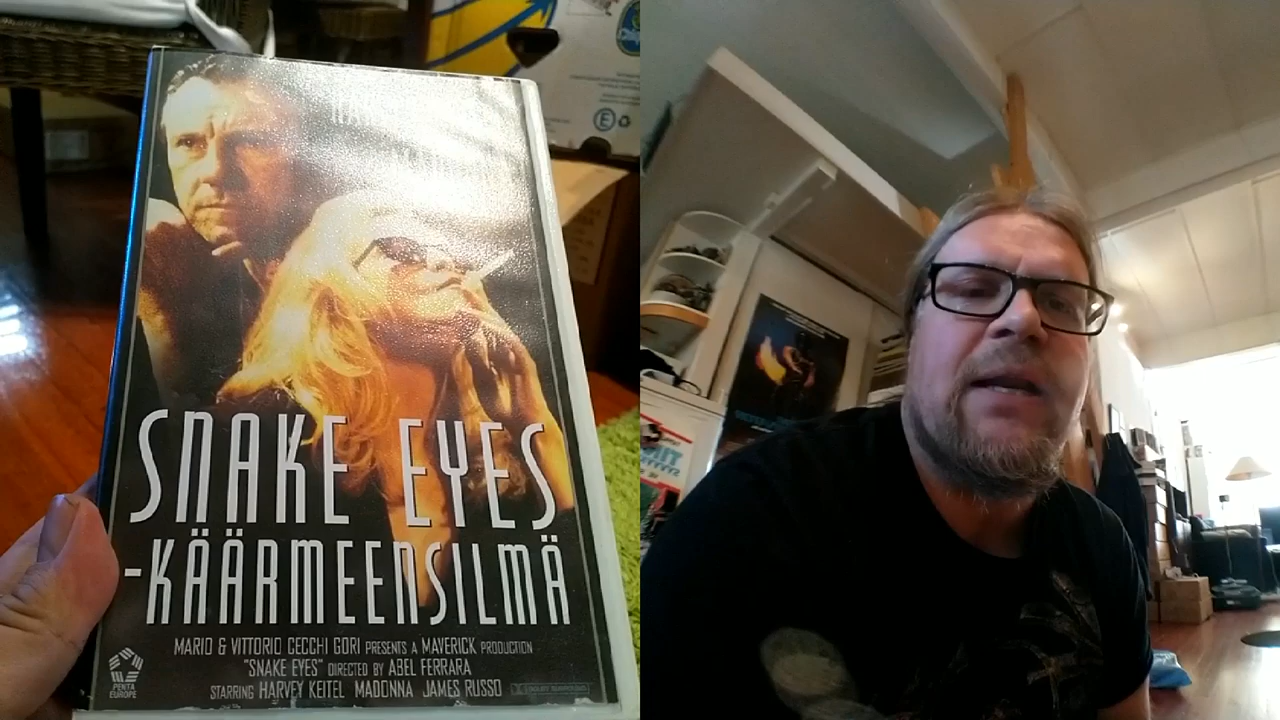 SNAKE EYES
-KÄÄRMEENSILMÄ
MARIO & VITTORIO CECCHI GORI PRESENTS A MAVERICK PRODUCTION
"SNAKE EYES" DIRECTED BY ABEL FERRARA
STARRING HARVEY KEITEL MADONNA JAMES RUSSO
PENTA
EUROPE